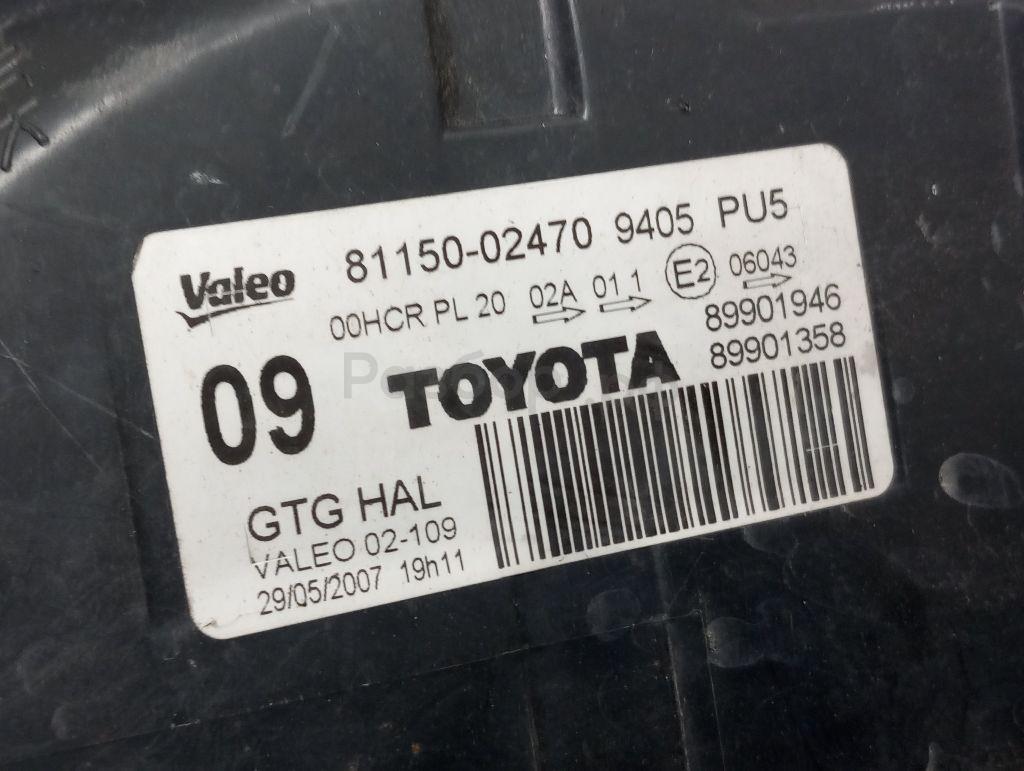 Valeo 81150-02470 9405 PU5
00HCR PL 20 02A 01 1 E2 06043
89901946
09 TOYOTA 89901358
GTG HAL
VALEO 02-109
29/05/2007 19h11